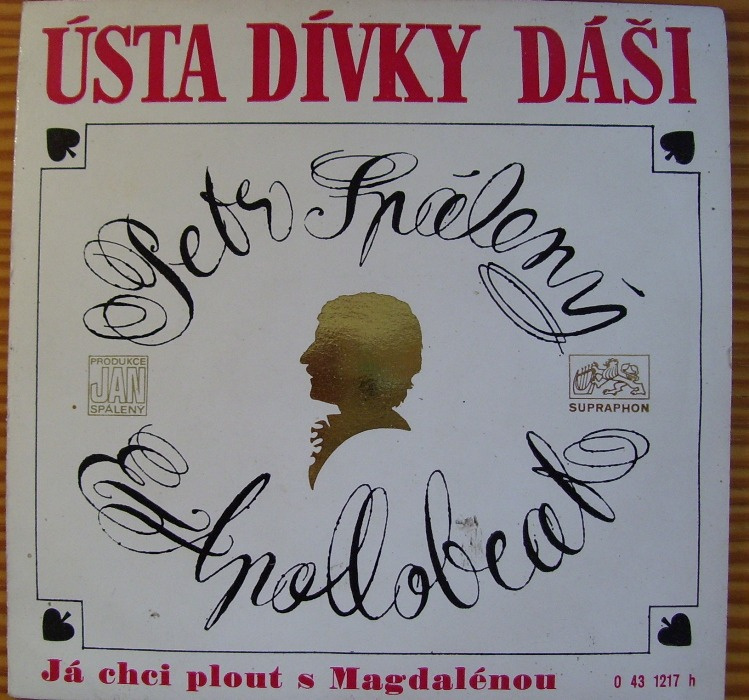 ÚSTA DÍVKY DÁŠI
Petr Spálený
PRODUKCE
JAN
SPÁLENÝ
SUPRAPHON
& Apollobeat
Já chci plout s Magdalénou
0 43 1217 h